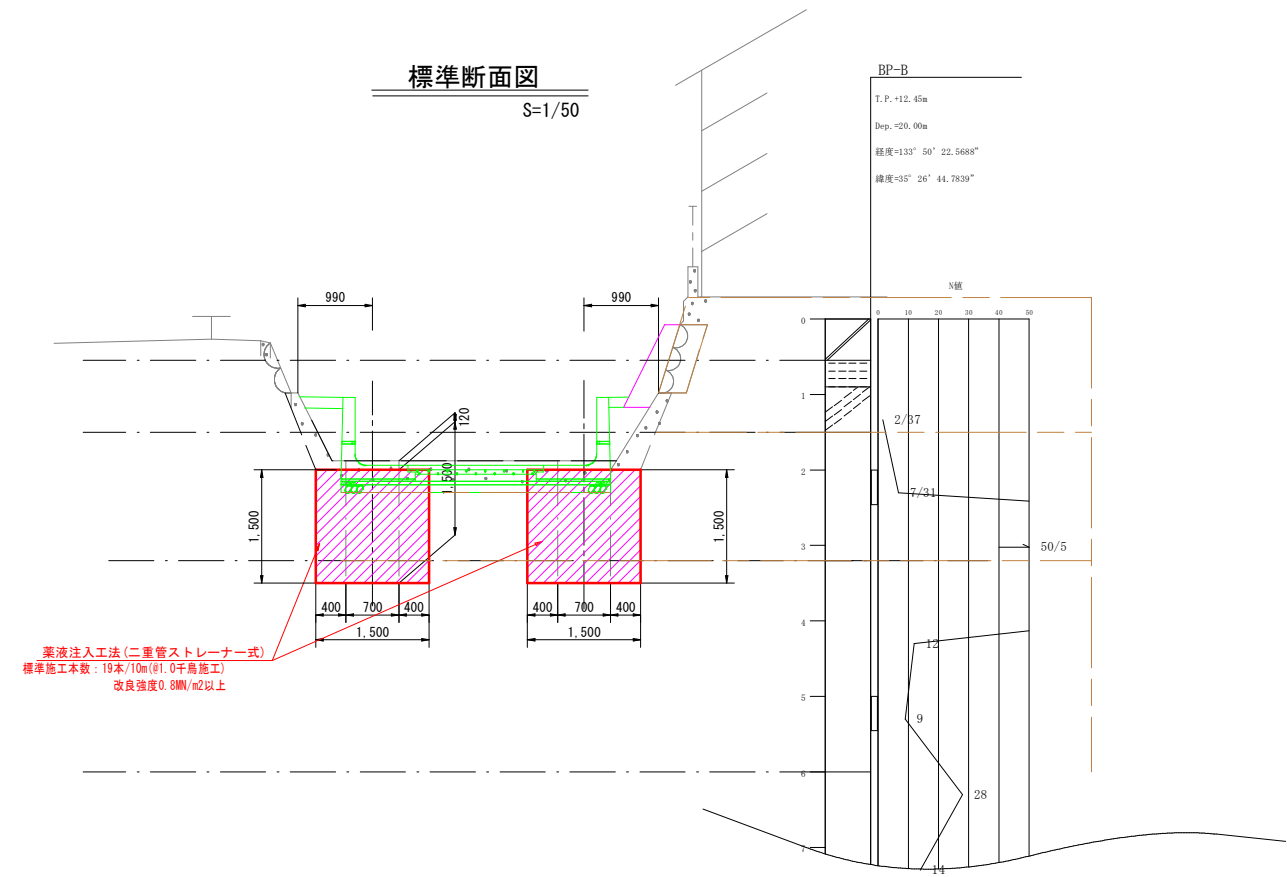 標準断面図
S=1/50
BP-B
T.P.+12.45m
Dep.=20.00m
経度=133° 50' 22.5688"
緯度=35° 26' 44.7839"
N値
0 10 20 30 40 50
0
1
2
3
4
5
6
7
2/37
7/31
50/5
12
9
28
14
990
990
120
1,500
1,500
1,500
400 700 400
1,500
400 700 400
1,500
薬液注入工法(二重管ストレーナー式)
標準施工本数：19本/10m(@1.0千鳥施工)
改良強度0.8MN/m2以上